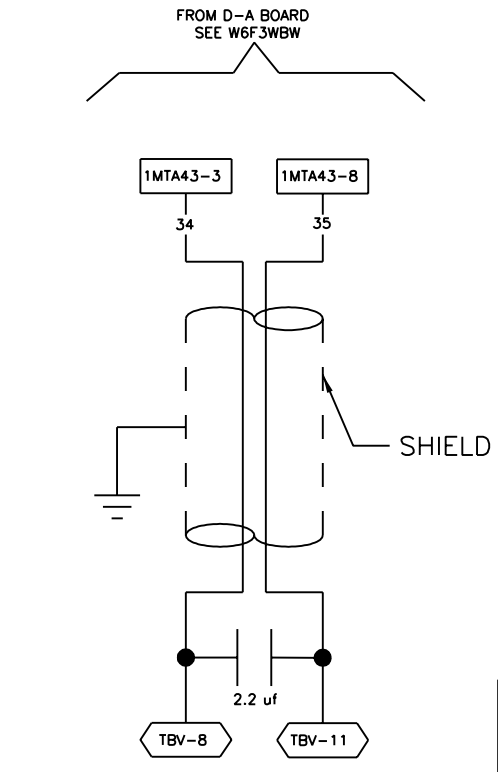 FROM D-A BOARD
SEE W6F3WBW
1MTA43-3
1MTA43-8
34
35
SHIELD
2.2 uf
TBV-8
TBV-11